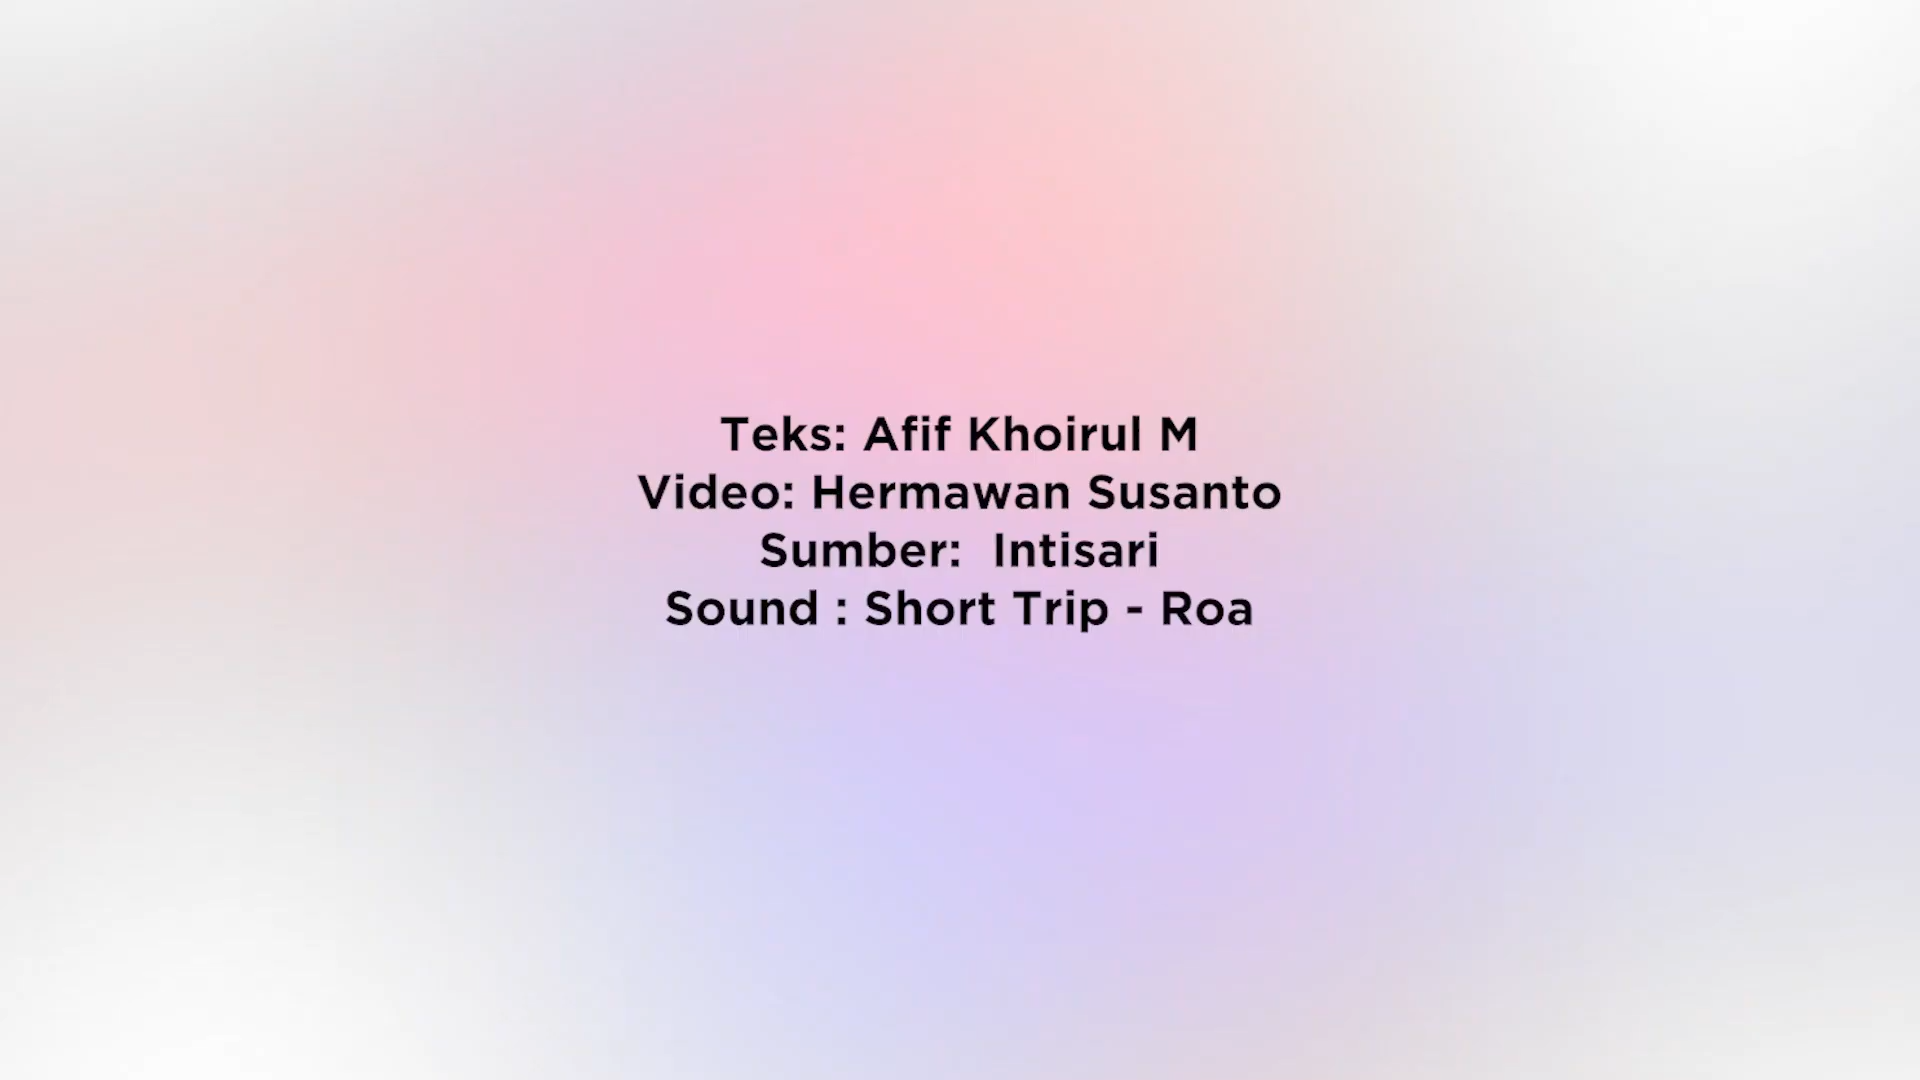 Teks: Afif Khoirul M
Video: Hermawan Susanto
Sumber:  Intisari
Sound : Short Trip - Roa